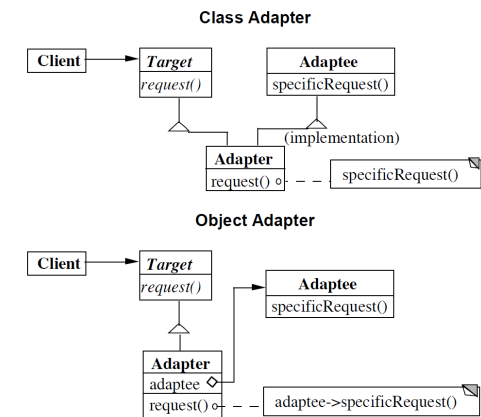 Class Adapter
Client
Target
request()
Adaptee
specificRequest()
(implementation)
Adapter
request()
specificRequest()
Object Adapter
Client
Target
request()
Adaptee
specificRequest()
Adapter
adaptee
request()
adaptee->specificRequest()